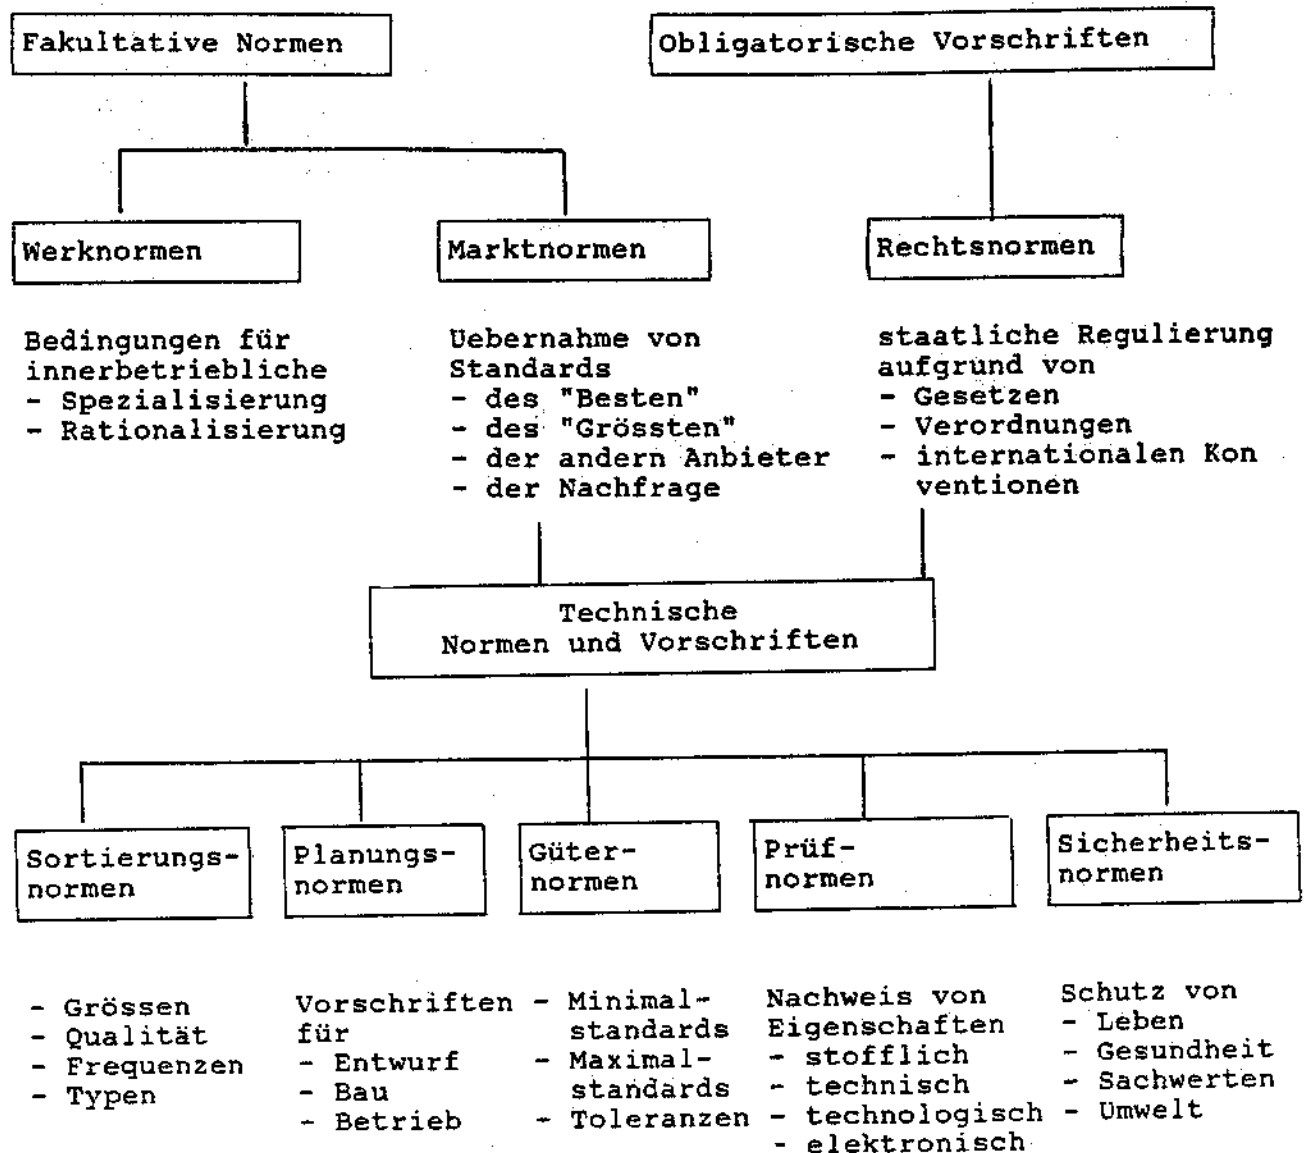 Fakultative Normen
Obligatorische Vorschriften
Werknormen
Marktnormen
Rechtsnormen
Bedingungen für
innerbetriebliche
- Spezialisierung
- Rationalisierung
Uebernahme von
Standards
- des "Besten"
- des "Grössten"
- der andern Anbieter
- der Nachfrage
staatliche Regulierung
aufgrund von
- Gesetzen
- Verordnungen
- internationalen Kon
ventionen
Technische
Normen und Vorschriften
Sortierungs-
normen
Planungs-
normen
Güter-
normen
Prüf-
normen
Sicherheits-
normen
- Grössen
- Qualität
- Frequenzen
- Typen
Vorschriften
für
- Entwurf
- Bau
- Betrieb
- Minimal-
standards
- Maximal-
standards
- Toleranzen
Nachweis von
Eigenschaften
- stofflich
- technisch
- technologisch
- elektronisch
Schutz von
- Leben
- Gesundheit
- Sachwerten
- Umwelt